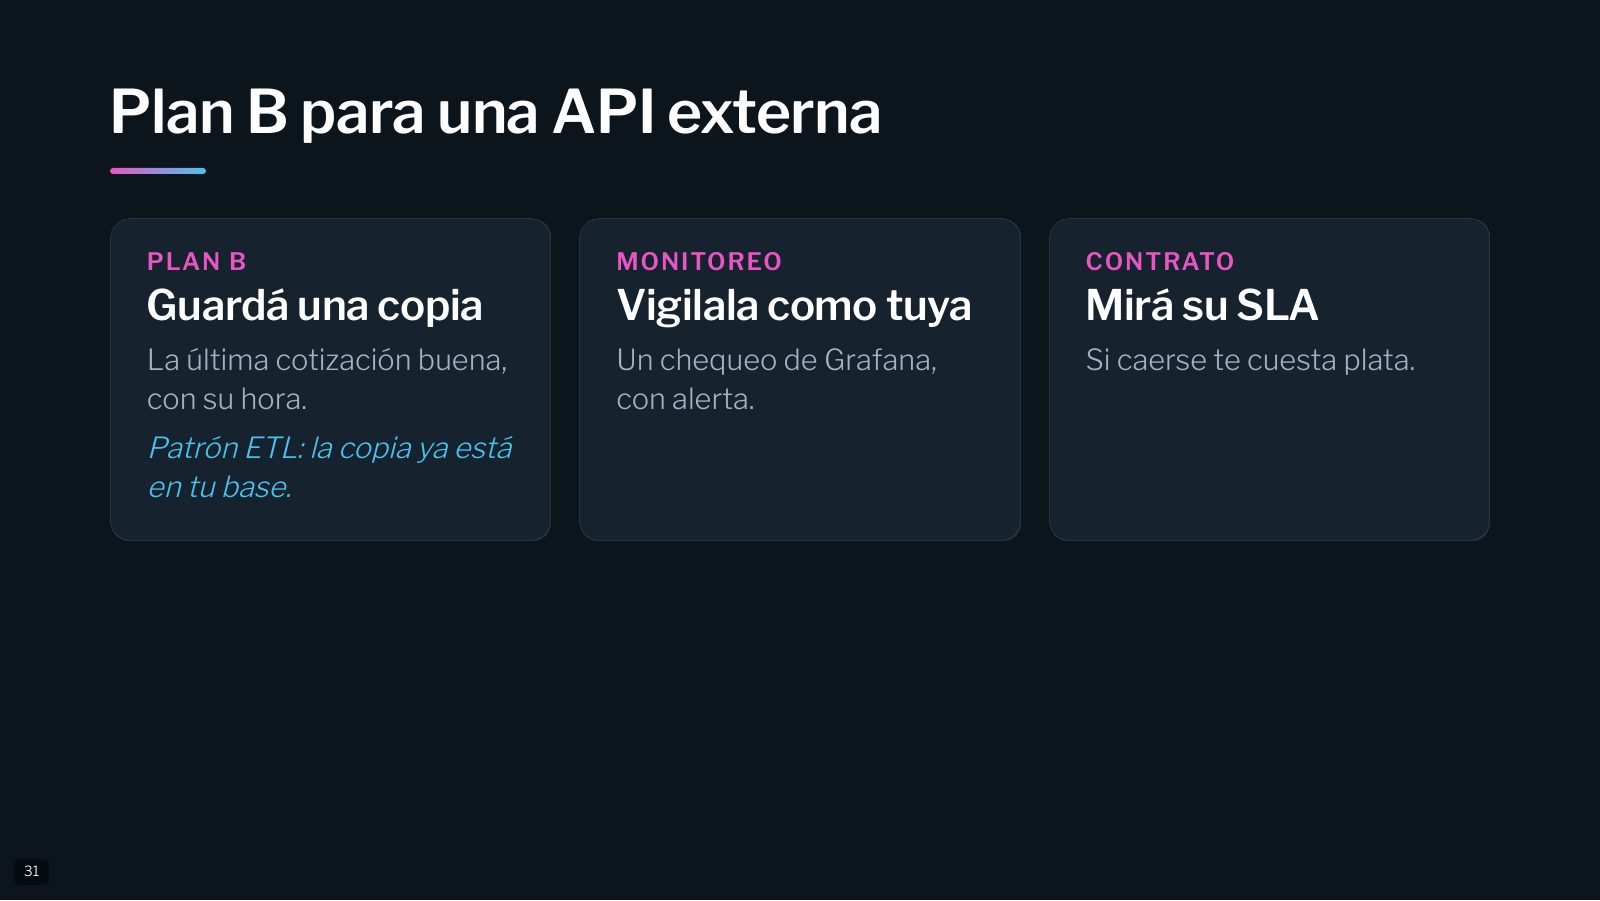 Plan B para una API externa
PLAN B
Guardá una copia
La última cotización buena,
con su hora.
Patrón ETL: la copia ya está
en tu base.
MONITOREO
Vigilala como tuya
Un chequeo de Grafana,
con alerta.
CONTRATO
Mirá su SLA
Si caerse te cuesta plata.
31